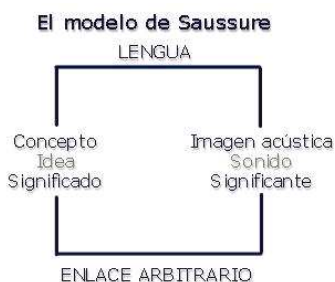 El modelo de Saussure
LENGUA
Concepto
Idea
Significado
Imagen acústica
Sonido
Significante
ENLACE ARBITRARIO